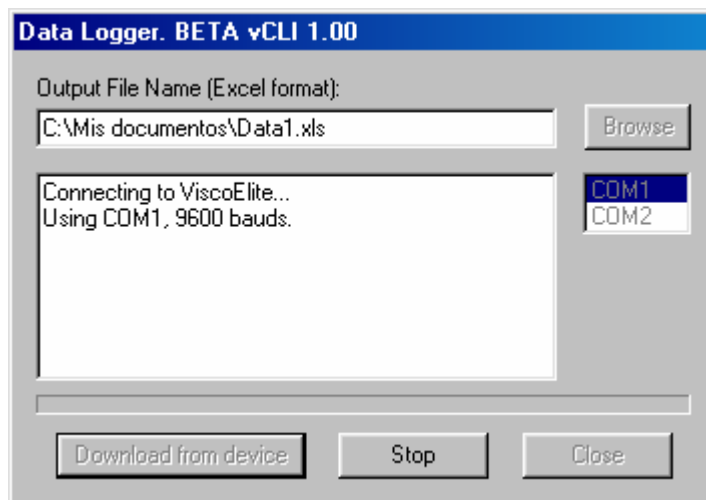 Data Logger. BETA vCLI 1.00
Output File Name (Excel format):
C:\Mis documentos\Data1.xls
Browse
Connecting to ViscoElite...
Using COM1, 9600 bauds.
COM1
COM2
Download from device
Stop
Close